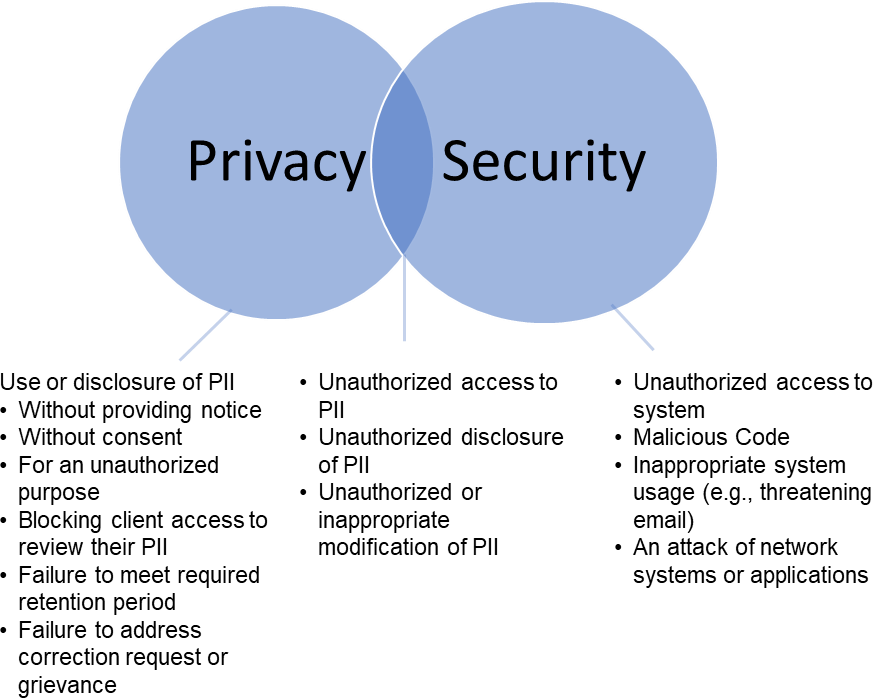 Privacy
Security
Use or disclosure of PII
• Without providing notice
• Without consent
• For an unauthorized
purpose
• Blocking client access to
review their PII
• Failure to meet required
retention period
• Failure to address
correction request or
grievance
• Unauthorized access to
PII
• Unauthorized disclosure
of PII
• Unauthorized or
inappropriate
modification of PII
• Unauthorized access to
system
• Malicious Code
• Inappropriate system
usage (e.g., threatening
email)
• An attack of network
systems or applications